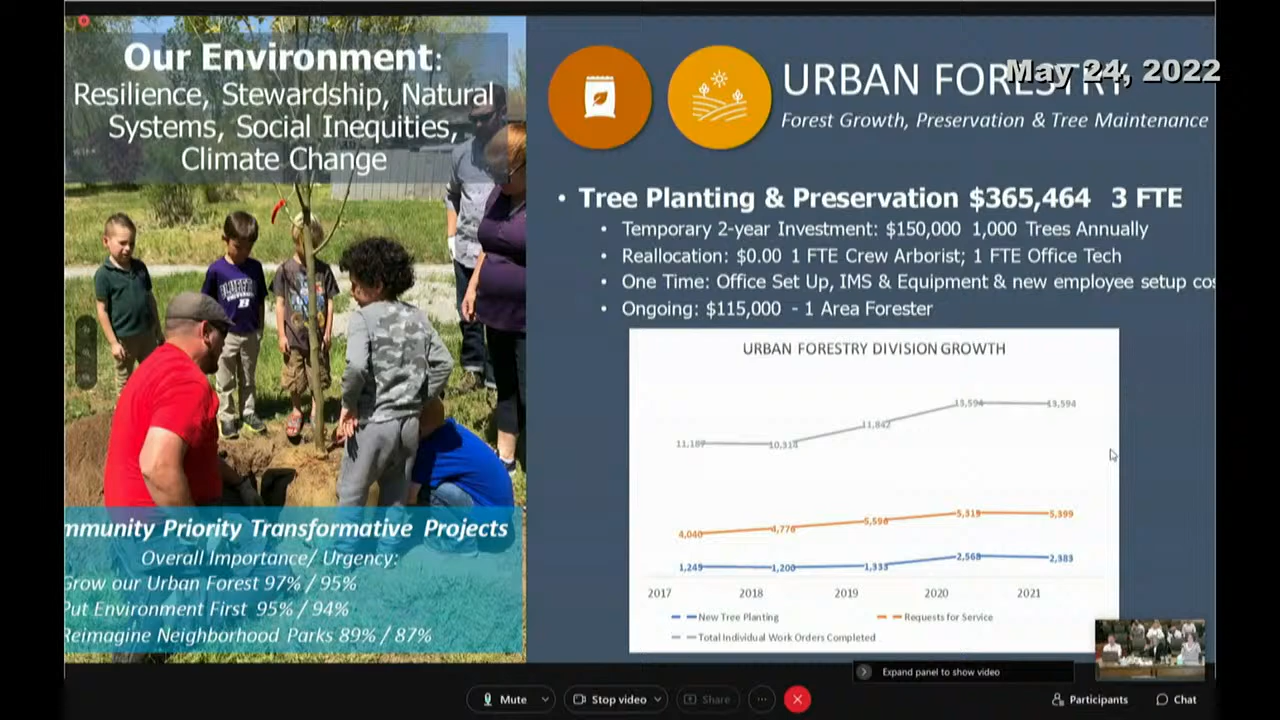 Our Environment:
Resilience, Stewardship, Natural
Systems, Social Inequities,
Climate Change
mmunity Priority Transformative Projects
Overall Importance/ Urgency:
Grow our Urban Forest 97% / 95%
Put Environment First 95% / 94%
Reimagine Neighborhood Parks 89% / 87%
May 24, 2022
URBAN FORESTRY
Forest Growth, Preservation & Tree Maintenance
• Tree Planting & Preservation $365,464 3 FTE
• Temporary 2-year Investment: $150,000 1,000 Trees Annually
• Reallocation: $0.00 1 FTE Crew Arborist; 1 FTE Office Tech
• One Time: Office Set Up, IMS & Equipment & new employee setup cos
• Ongoing: $115,000 - 1 Area Forester
URBAN FORESTRY DIVISION GROWTH
13,594 13,594
11,842
11,187 10,314
4,040 4,776 5,596 5,315 5,399
1,245 1,200 1,333 2,568 2,383
2017 2018 2019 2020 2021
New Tree Planting Requests for Service
Total Individual Work Orders Completed
Expand panel to show video
Mute Stop video Share ... Participants Chat